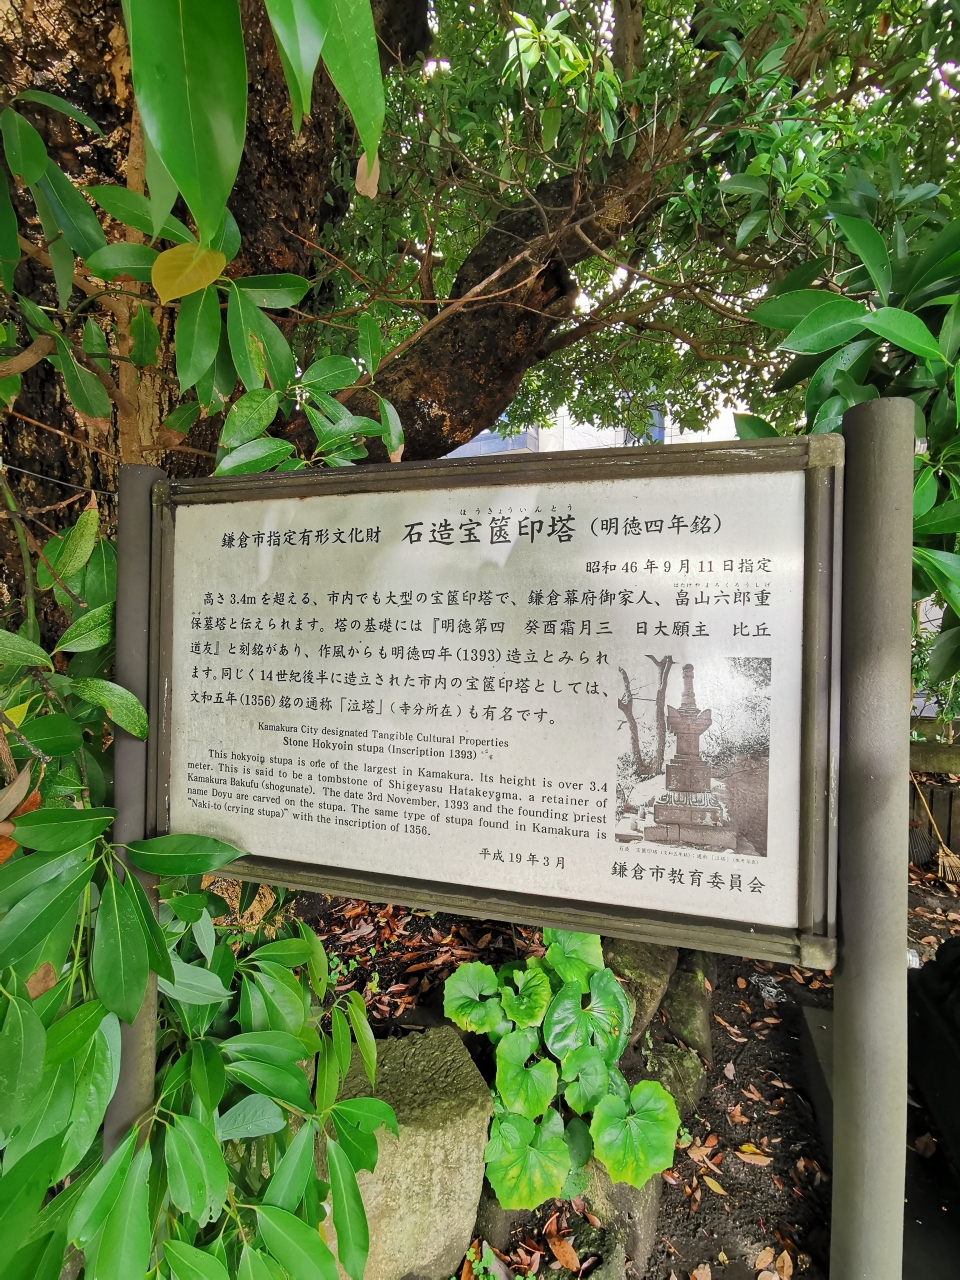 ほうきょういんとう
鎌倉市指定有形文化財 石造宝篋印塔(明徳四年銘)
昭和46年9月11日指定
はたけやまろくろうしげ
高さ3.4mを超える、市内でも大型の宝篋印塔で、鎌倉幕府御家人、畠山六郎重
保墓塔と伝えられます。塔の基礎には『明徳第四 癸酉霜月三 日大願主 比丘
道友』と刻銘があり、作風からも明徳四年(1393)造立とみられ
ます。同じく14世紀後半に造立された市内の宝篋印塔としては、
文和五年(1356)銘の通称「泣塔」(寺分所在)も有名です。
Kamakura City designated Tangible Cultural Properties
Stone Hokyoin stupa (Inscription 1393)
This hokyoin stupa is one of the largest in Kamakura. Its height is over 3.4
meter. This is said to be a tombstone of Shigeyasu Hatakeyama, a retainer of
Kamakura Bakufu (shogunate). The date 3rd November, 1393 and the founding priest
name Doyu are carved on the stupa. The same type of stupa found in Kamakura is
"Naki-to (crying stupa)" with the inscription of 1356.
平成19年3月
鎌倉市教育委員会